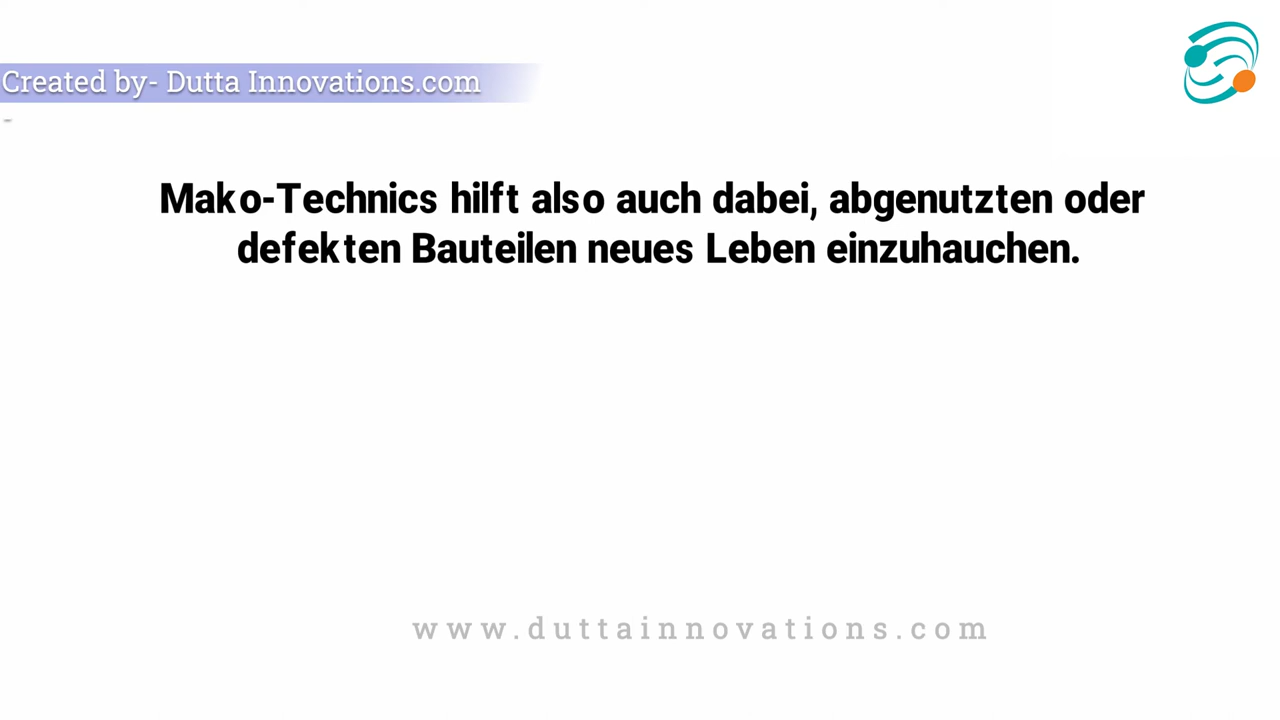 Created by- Dutta Innovations.com
-
Mako-Technics hilft also auch dabei, abgenutzten oder
defekten Bauteilen neues Leben einzuhauchen.
www.duttainnovations.com